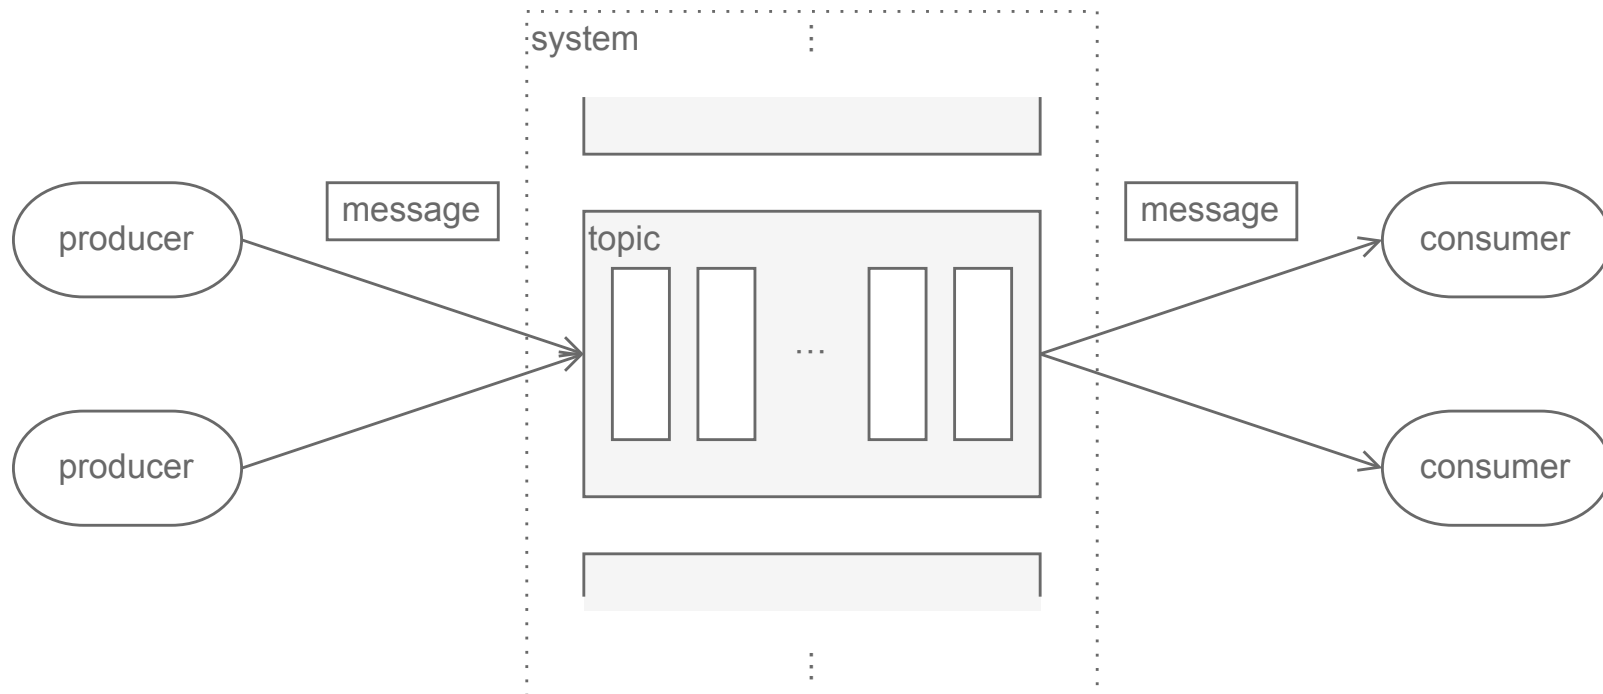 system
⋮
message
message
producer
topic
consumer
...
producer
consumer
⋮